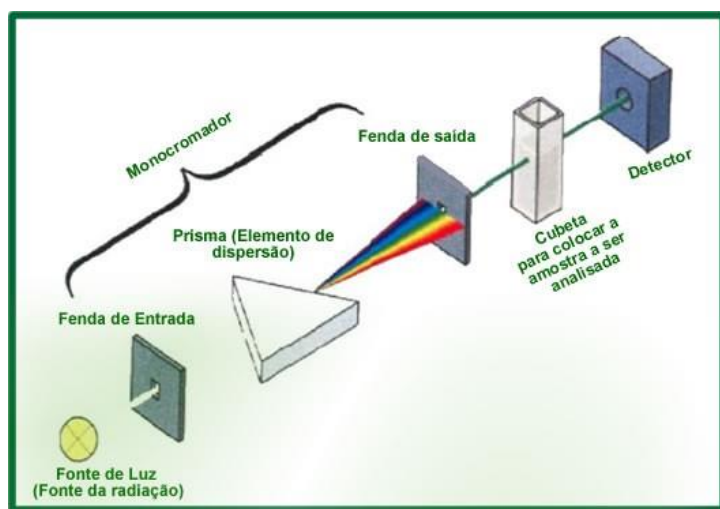 Monocromador
Fenda de saída
Detector
Prisma (Elemento de
dispersão)
Cubeta
para colocar a
amostra a ser
analisada
Fenda de Entrada
Fonte de Luz
(Fonte da radiação)